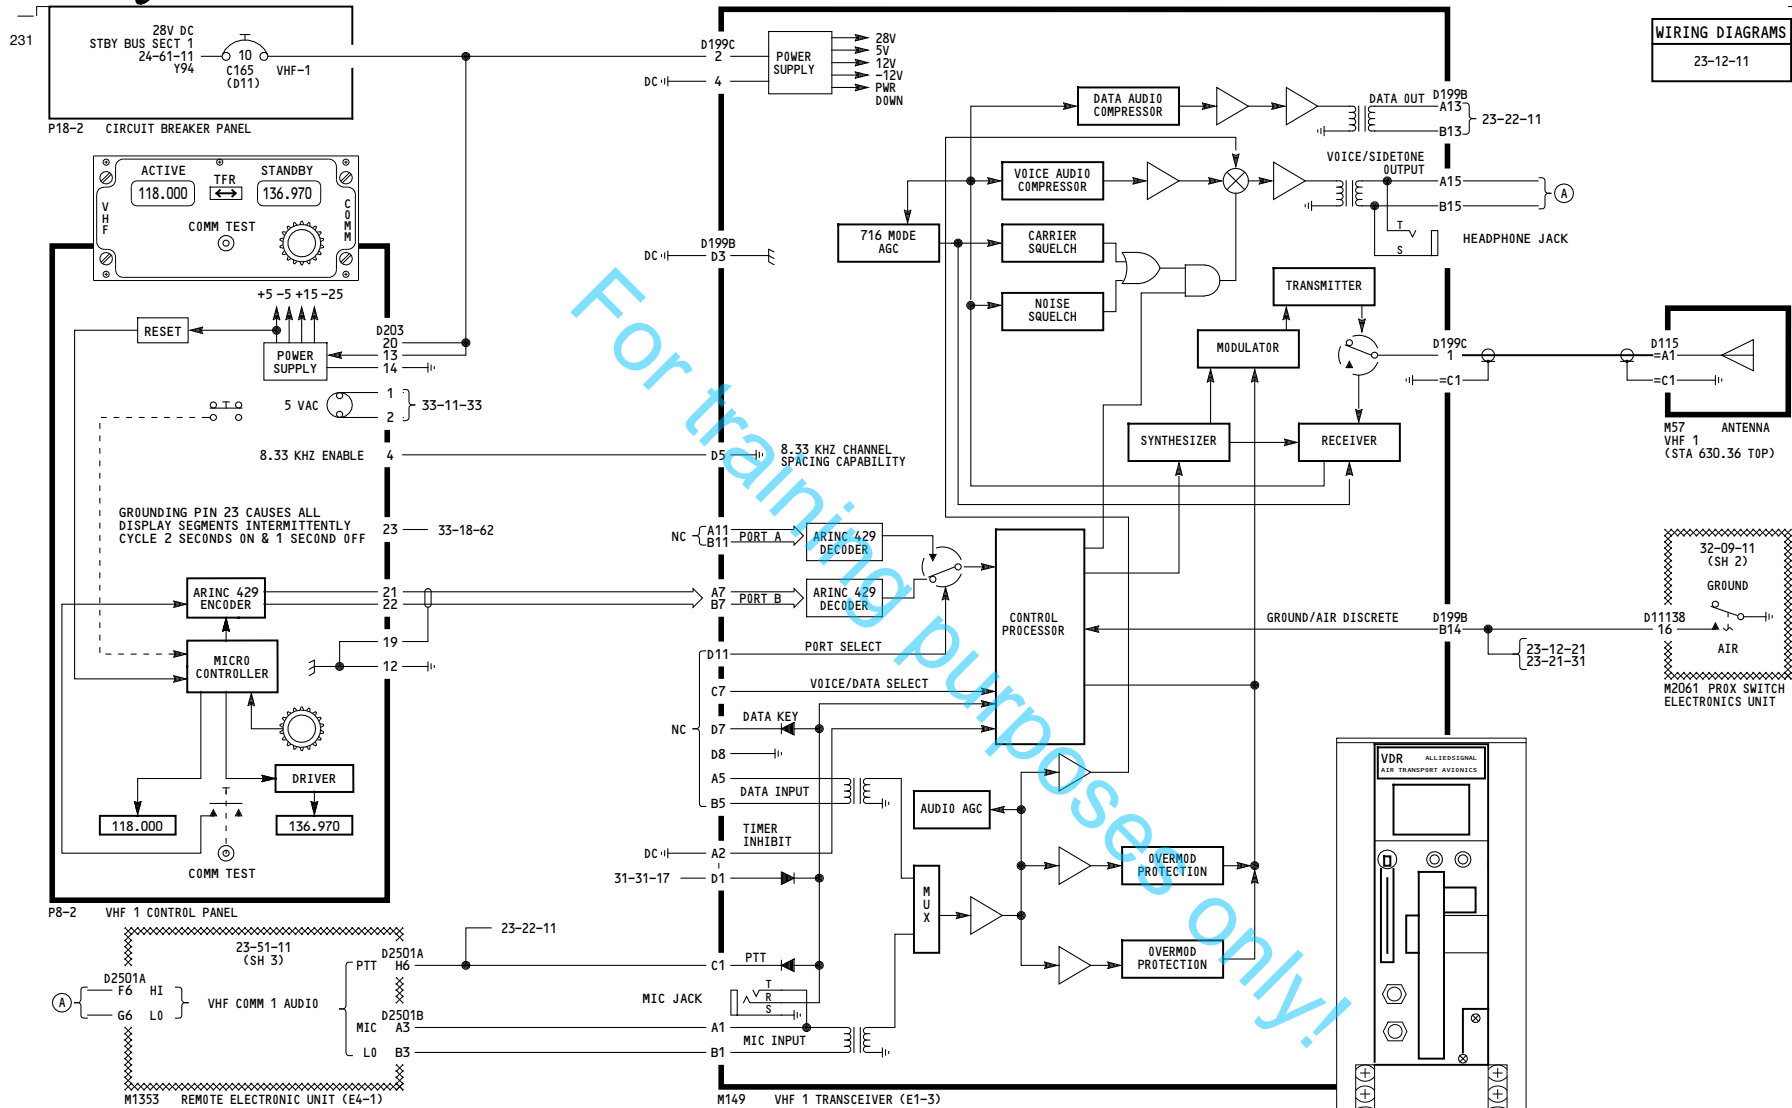 231
28V DC
STBY BUS SECT 1
24-61-11
Y94
10
C165
(D11)
VHF-1
P18-2 CIRCUIT BREAKER PANEL
ACTIVE
118.000
TFR
STANDBY
136.970
VHF
COMM
COMM TEST
+5 -5 +15 -25
RESET
POWER
SUPPLY
D203
20
13
14
5 VAC
1
2
33-11-33
8.33 KHZ ENABLE 4
GROUNDING PIN 23 CAUSES ALL
DISPLAY SEGMENTS INTERMITTENTLY
CYCLE 2 SECONDS ON & 1 SECOND OFF
23
33-18-62
ARINC 429
ENCODER
21
22
19
12
MICRO
CONTROLLER
DRIVER
T
118.000
136.970
COMM TEST
P8-2 VHF 1 CONTROL PANEL
23-51-11
(SH 3)
D2501A
F6 HI
G6 LO
A
VHF COMM 1 AUDIO
PTT
D2501A
H6
D2501B
MIC A3
LO B3
M1353 REMOTE ELECTRONIC UNIT (E4-1)
23-22-11
D199C
2
DC
4
POWER
SUPPLY
28V
5V
12V
-12V
PWR
DOWN
D199B
DC
D3
D5
8.33 KHZ CHANNEL
SPACING CAPABILITY
NC
A11
B11
PORT A
ARINC 429
DECODER
A7
B7
PORT B
ARINC 429
DECODER
D11
PORT SELECT
C7
VOICE/DATA SELECT
NC
D7
DATA KEY
D8
A5
DATA INPUT
B5
TIMER
INHIBIT
DC
A2
31-31-17
D1
C1
PTT
MIC JACK
T
R
S
A1
MIC INPUT
B1
M149 VHF 1 TRANSCEIVER (E1-3)
DATA AUDIO
COMPRESSOR
VOICE AUDIO
COMPRESSOR
716 MODE
AGC
CARRIER
SQUELCH
NOISE
SQUELCH
TRANSMITTER
MODULATOR
SYNTHESIZER
RECEIVER
CONTROL
PROCESSOR
AUDIO AGC
MUX
OVERMOD
PROTECTION
OVERMOD
PROTECTION
DATA OUT
D199B
A13
B13
23-22-11
VOICE/SIDETONE
OUTPUT
A15
B15
A
T
S
HEADPHONE JACK
D199C
1
=C1
D115
=A1
=C1
M57 ANTENNA
VHF 1
(STA 630.36 TOP)
GROUND/AIR DISCRETE
D199B
B14
23-12-21
23-21-31
32-09-11
(SH 2)
GROUND
D11138
16
AIR
M2061 PROX SWITCH
ELECTRONICS UNIT
VDR
ALLIEDSIGNAL
AIR TRANSPORT AVIONICS
WIRING DIAGRAMS
23-12-11
For training purposes only!